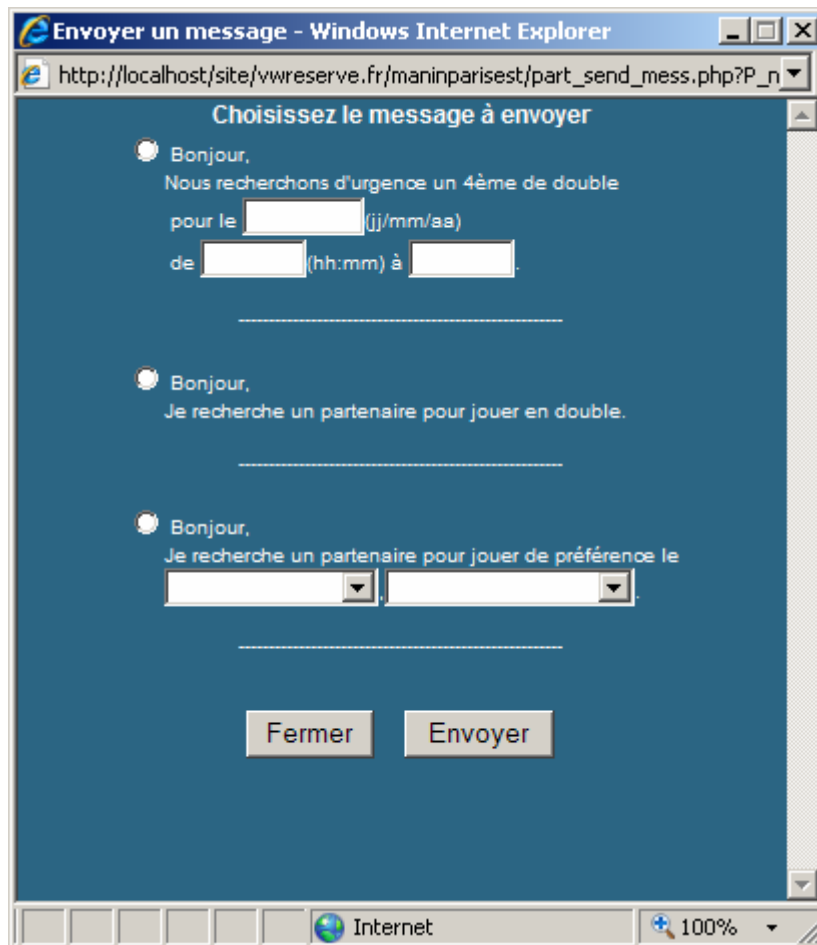 Envoyer un message - Windows Internet Explorer
http://localhost/site/vwreserve.fr/maninparisest/part_send_mess.php?P_n
Choisissez le message à envoyer
Bonjour,
Nous recherchons d'urgence un 4ème de double
pour le (jj/mm/aa)
de (hh:mm) à .
Bonjour,
Je recherche un partenaire pour jouer en double.
Bonjour,
Je recherche un partenaire pour jouer de préférence le
, .
Fermer Envoyer
Internet 100%